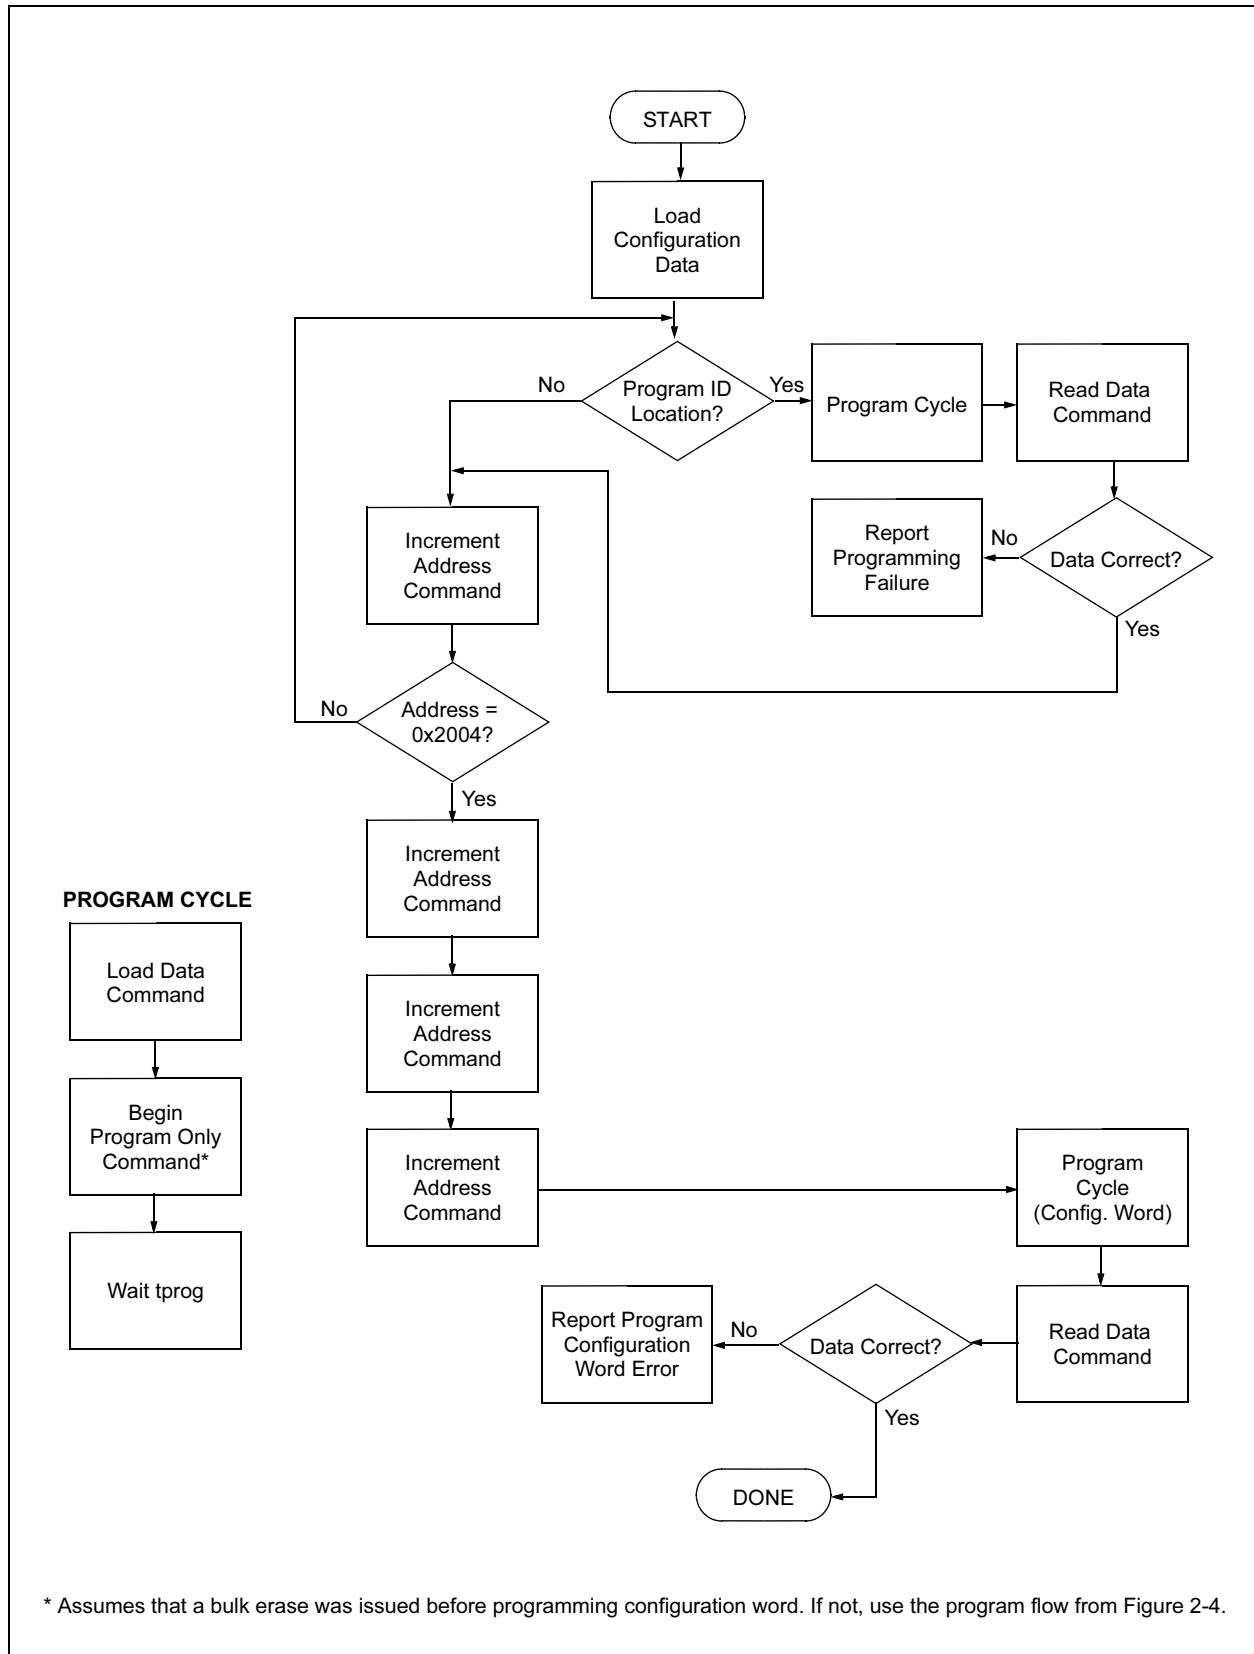 START
Load
Configuration
Data
No
Program ID
Location?
Yes
Program Cycle
Read Data
Command
Increment
Address
Command
Report
Programming
Failure
No
Data Correct?
Yes
No
Address =
0x2004?
Yes
Increment
Address
Command
PROGRAM CYCLE
Load Data
Command
Increment
Address
Command
Begin
Program Only
Command*
Increment
Address
Command
Program
Cycle
(Config. Word)
Wait tprog
Report Program
Configuration
Word Error
No
Data Correct?
Read Data
Command
Yes
DONE
* Assumes that a bulk erase was issued before programming configuration word. If not, use the program flow from Figure 2-4.